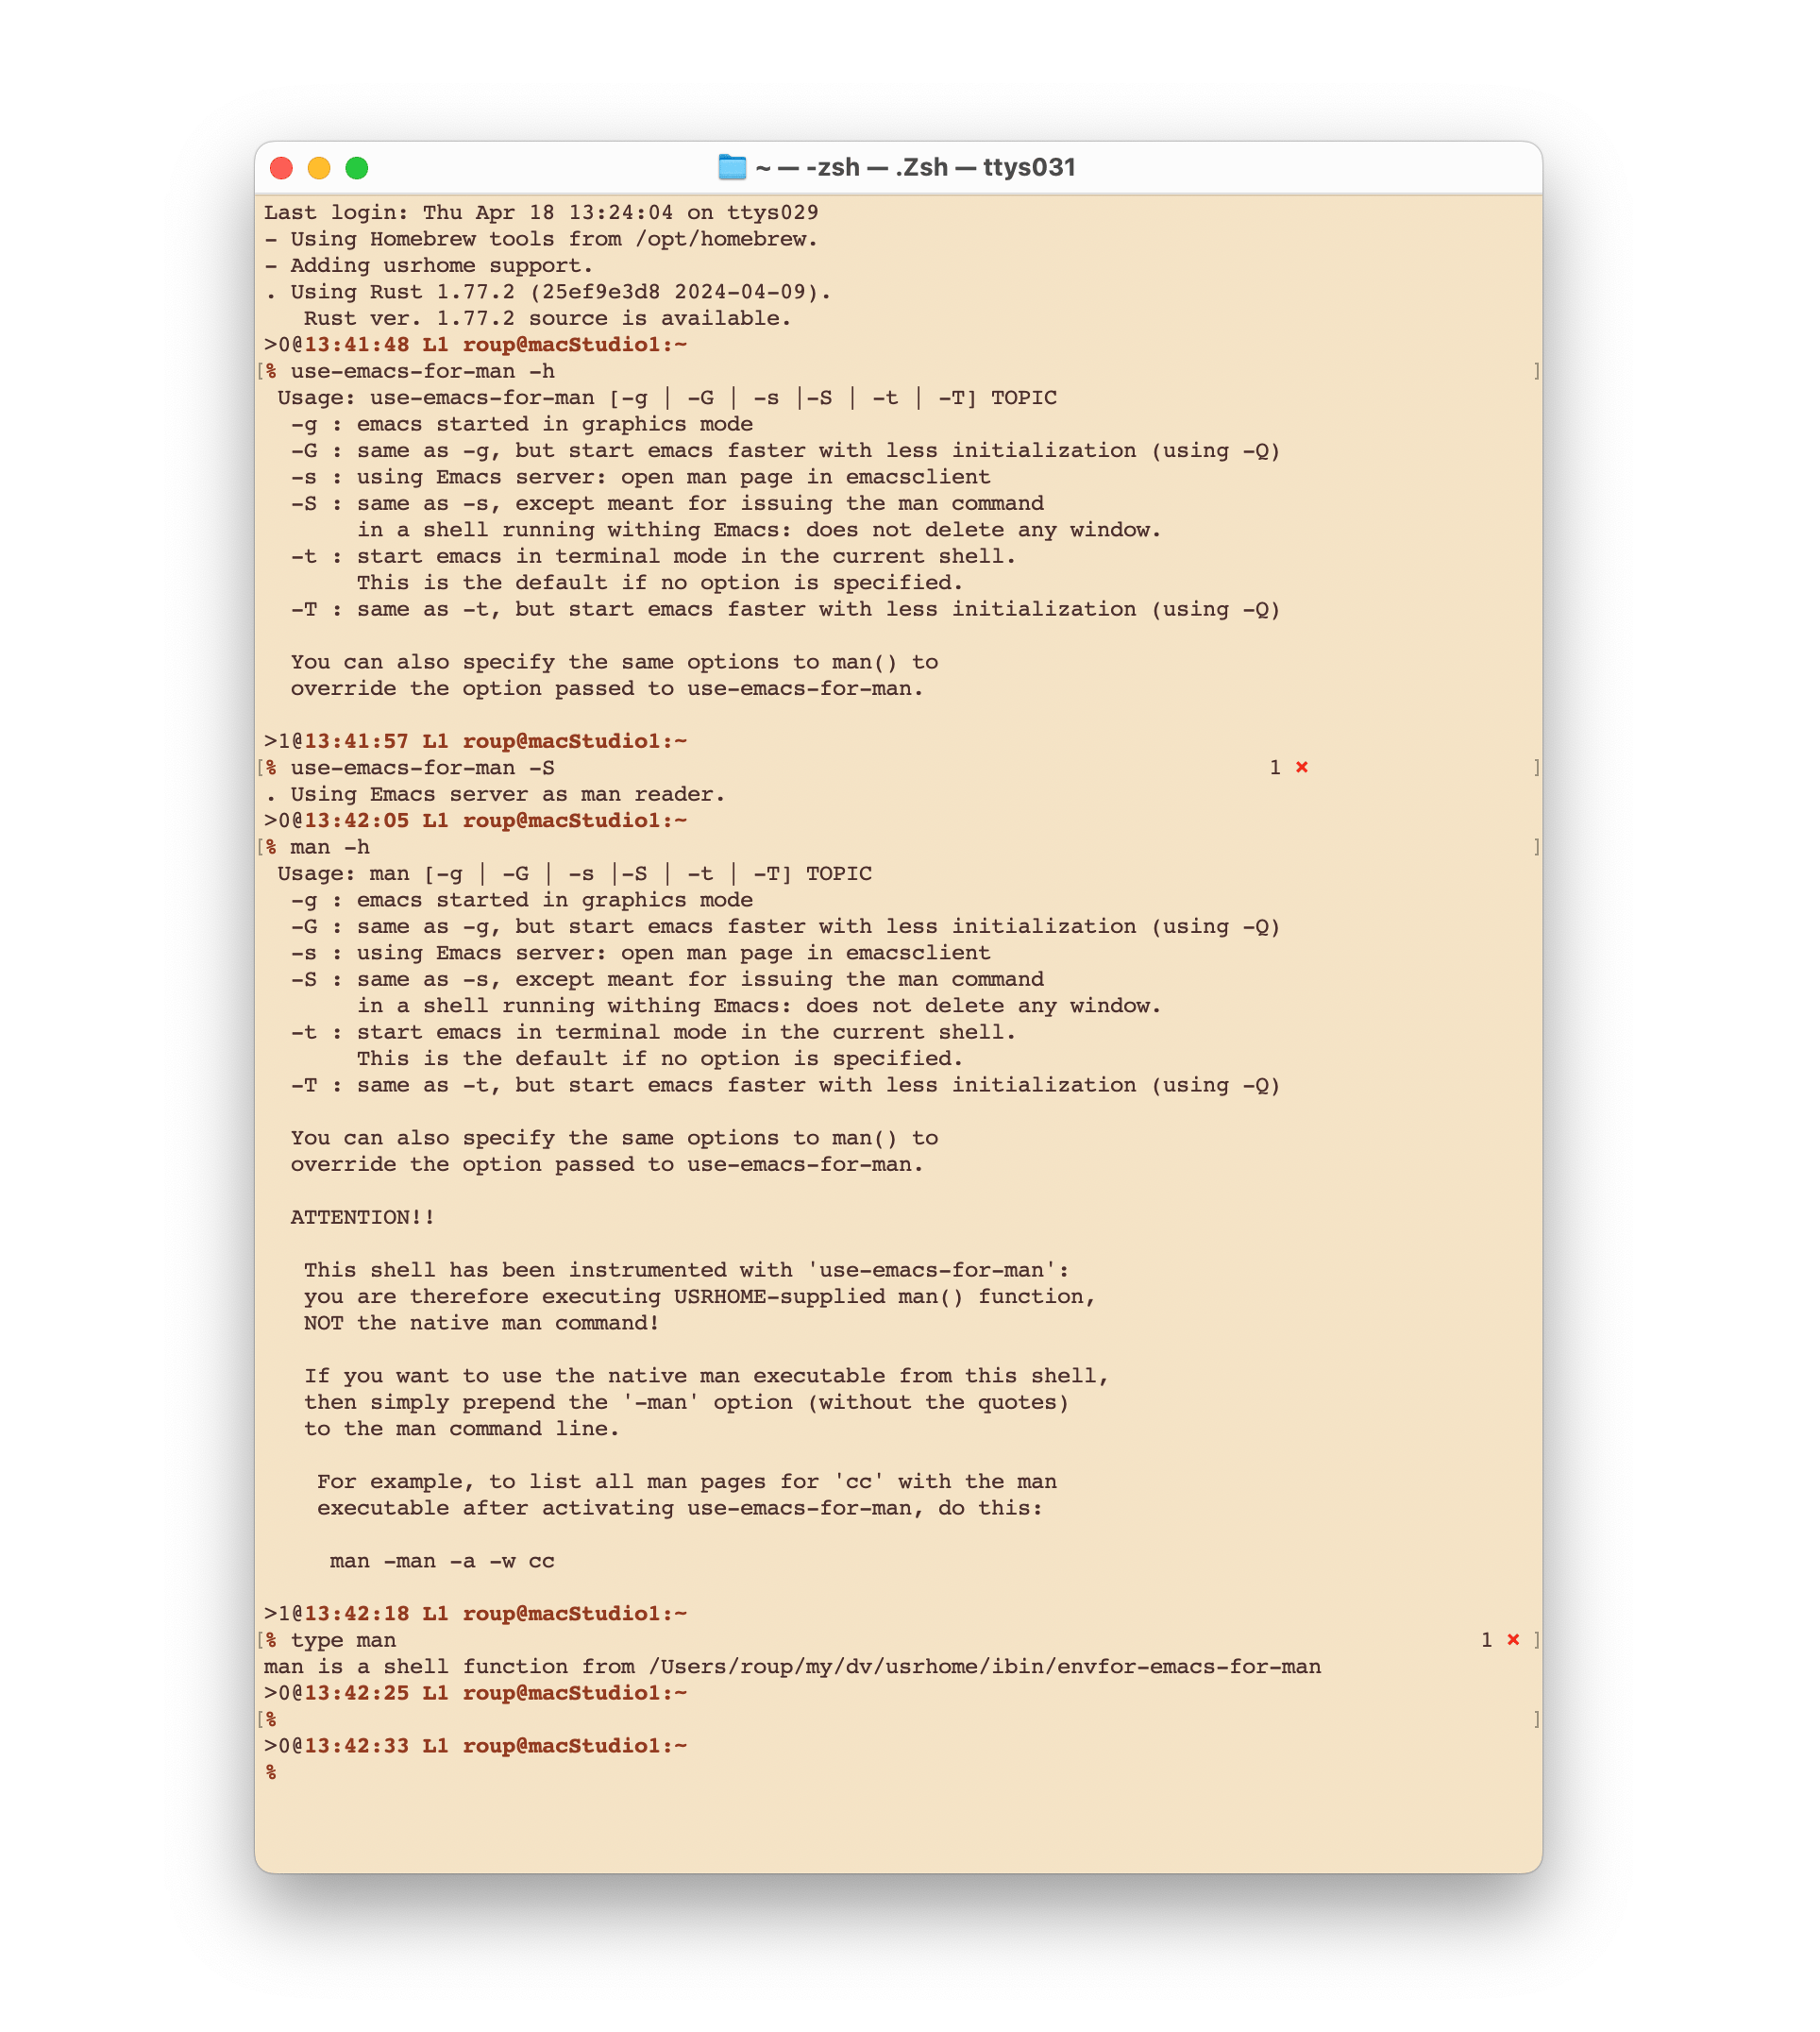 ~ — -zsh — .Zsh — ttys031
Last login: Thu Apr 18 13:24:04 on ttys029
- Using Homebrew tools from /opt/homebrew.
- Adding usrhome support.
. Using Rust 1.77.2 (25ef9e3d8 2024-04-09).
   Rust ver. 1.77.2 source is available.
>0@13:41:48 L1 roup@macStudio1:~
[% use-emacs-for-man -h ]
 Usage: use-emacs-for-man [-g | -G | -s |-S | -t | -T] TOPIC
  -g : emacs started in graphics mode
  -G : same as -g, but start emacs faster with less initialization (using -Q)
  -s : using Emacs server: open man page in emacsclient
  -S : same as -s, except meant for issuing the man command
       in a shell running withing Emacs: does not delete any window.
  -t : start emacs in terminal mode in the current shell.
       This is the default if no option is specified.
  -T : same as -t, but start emacs faster with less initialization (using -Q)
  You can also specify the same options to man() to
  override the option passed to use-emacs-for-man.
>1@13:41:57 L1 roup@macStudio1:~
[% use-emacs-for-man -S 1 ✘ ]
. Using Emacs server as man reader.
>0@13:42:05 L1 roup@macStudio1:~
[% man -h ]
 Usage: man [-g | -G | -s |-S | -t | -T] TOPIC
  -g : emacs started in graphics mode
  -G : same as -g, but start emacs faster with less initialization (using -Q)
  -s : using Emacs server: open man page in emacsclient
  -S : same as -s, except meant for issuing the man command
       in a shell running withing Emacs: does not delete any window.
  -t : start emacs in terminal mode in the current shell.
       This is the default if no option is specified.
  -T : same as -t, but start emacs faster with less initialization (using -Q)
  You can also specify the same options to man() to
  override the option passed to use-emacs-for-man.
  ATTENTION!!
   This shell has been instrumented with 'use-emacs-for-man':
   you are therefore executing USRHOME-supplied man() function,
   NOT the native man command!
   If you want to use the native man executable from this shell,
   then simply prepend the '-man' option (without the quotes)
   to the man command line.
    For example, to list all man pages for 'cc' with the man
    executable after activating use-emacs-for-man, do this:
     man -man -a -w cc
>1@13:42:18 L1 roup@macStudio1:~
[% type man 1 ✘ ]
man is a shell function from /Users/roup/my/dv/usrhome/ibin/envfor-emacs-for-man
>0@13:42:25 L1 roup@macStudio1:~
[% ]
>0@13:42:33 L1 roup@macStudio1:~
%